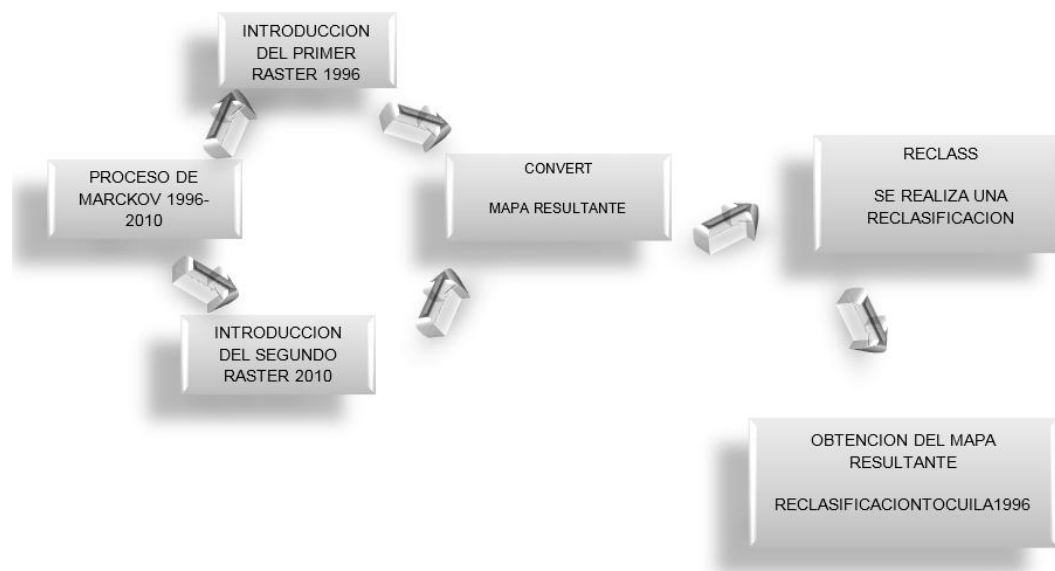 INTRODUCCION
DEL PRIMER
RASTER 1996
PROCESO DE
MARCKOV 1996-
2010
INTRODUCCION
DEL SEGUNDO
RASTER 2010
CONVERT
MAPA RESULTANTE
RECLASS
SE REALIZA UNA
RECLASIFICACION
OBTENCION DEL MAPA
RESULTANTE
RECLASIFICACIONTOCUILA1996